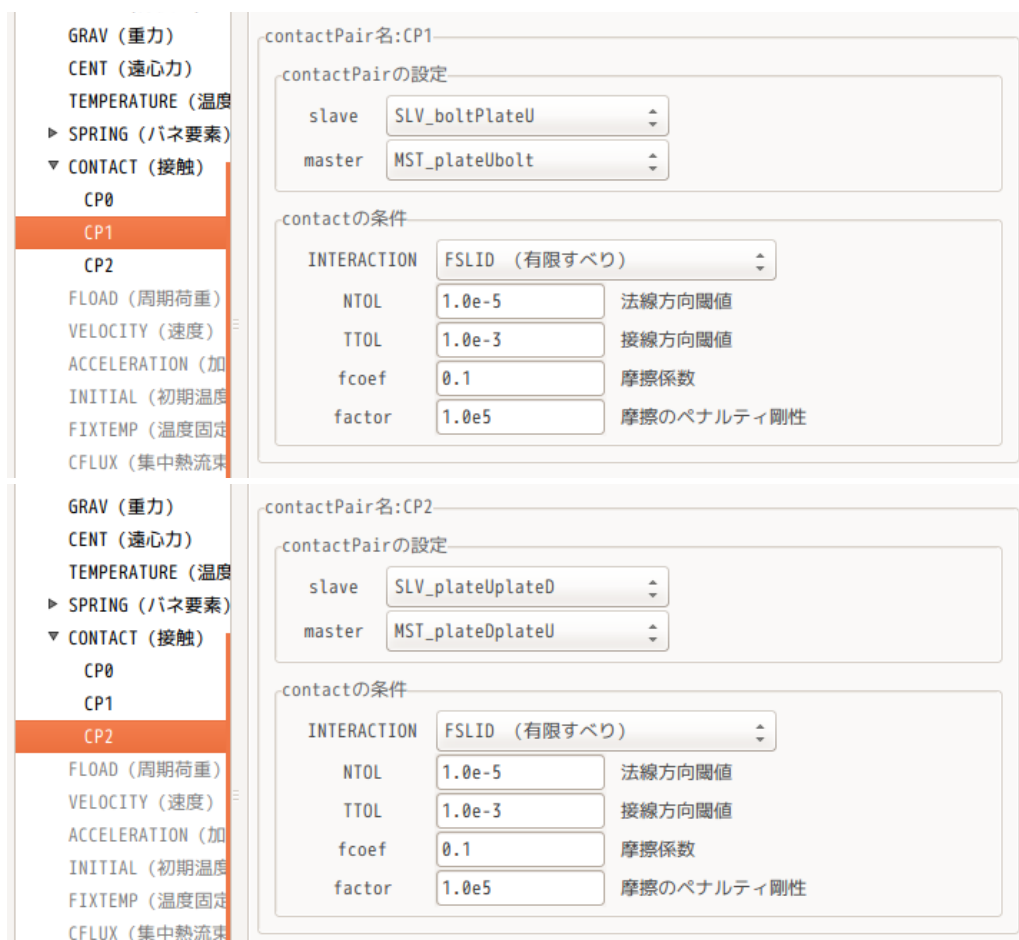 GRAV (重力)
CENT (遠心力)
TEMPERATURE (温度
SPRING (バネ要素)
CONTACT (接触)
CP0
CP1
CP2
FLOAD (周期荷重)
VELOCITY (速度)
ACCELERATION (加
INITIAL (初期温度
FIXTEMP (温度固定
CFLUX (集中熱流束
contactPair名:CP1
contactPairの設定
slave SLV_boltPlateU
master MST_plateUbolt
contactの条件
INTERACTION FSLID (有限すべり)
NTOL 1.0e-5 法線方向閾値
TTOL 1.0e-3 接線方向閾値
fcoef 0.1 摩擦係数
factor 1.0e5 摩擦のペナルティ剛性
GRAV (重力)
CENT (遠心力)
TEMPERATURE (温度
SPRING (バネ要素)
CONTACT (接触)
CP0
CP1
CP2
FLOAD (周期荷重)
VELOCITY (速度)
ACCELERATION (加
INITIAL (初期温度
FIXTEMP (温度固定
CFLUX (集中熱流束
contactPair名:CP2
contactPairの設定
slave SLV_plateUplateD
master MST_plateDplateU
contactの条件
INTERACTION FSLID (有限すべり)
NTOL 1.0e-5 法線方向閾値
TTOL 1.0e-3 接線方向閾値
fcoef 0.1 摩擦係数
factor 1.0e5 摩擦のペナルティ剛性